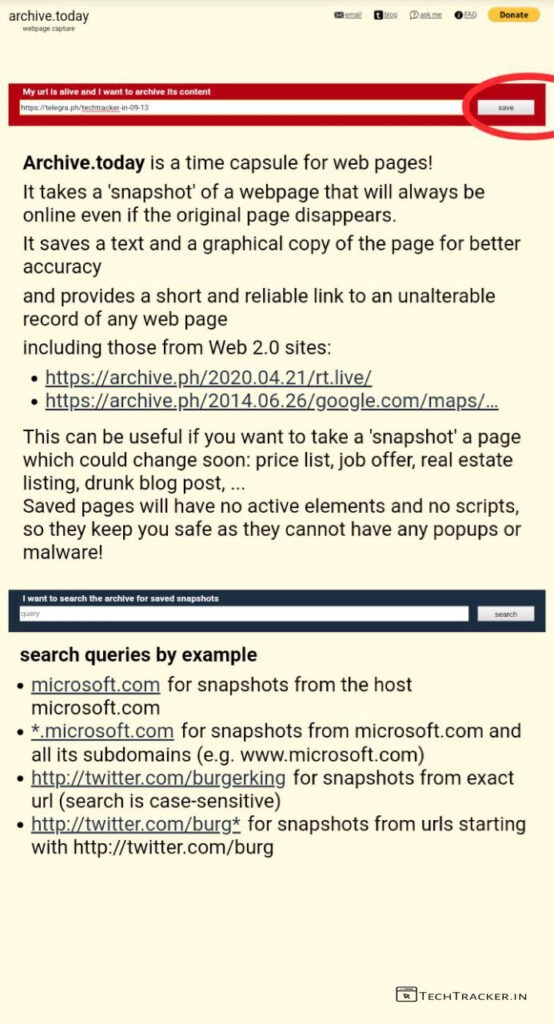 archive.today
webpage capture
email blog ask me FAQ Donate
My url is alive and I want to archive its content
https://telegra.ph/techtracker-in-09-13 save
Archive.today is a time capsule for web pages!
It takes a 'snapshot' of a webpage that will always be
online even if the original page disappears.
It saves a text and a graphical copy of the page for better
accuracy
and provides a short and reliable link to an unalterable
record of any web page
including those from Web 2.0 sites:
• https://archive.ph/2020.04.21/rt.live/
• https://archive.ph/2014.06.26/google.com/maps/...
This can be useful if you want to take a 'snapshot' a page
which could change soon: price list, job offer, real estate
listing, drunk blog post, ...
Saved pages will have no active elements and no scripts,
so they keep you safe as they cannot have any popups or
malware!
I want to search the archive for saved snapshots
query search
search queries by example
• microsoft.com for snapshots from the host
microsoft.com
• *.microsoft.com for snapshots from microsoft.com and
all its subdomains (e.g. www.microsoft.com)
• http://twitter.com/burgerking for snapshots from exact
url (search is case-sensitive)
• http://twitter.com/burg* for snapshots from urls starting
with http://twitter.com/burg
TechTracker.in